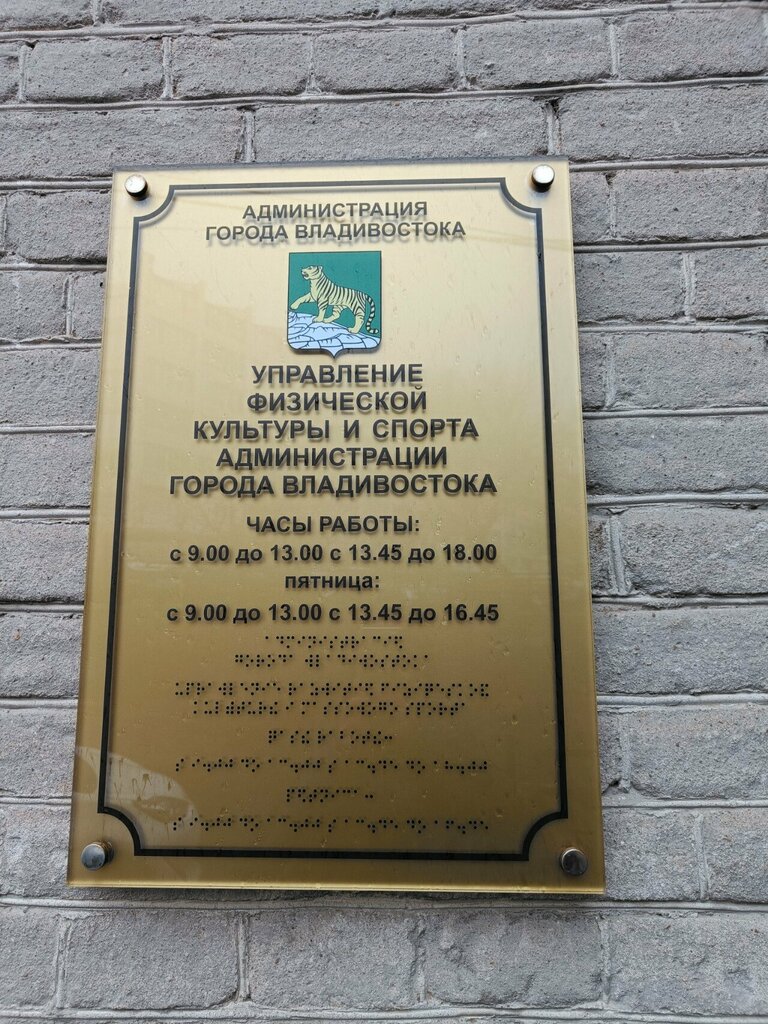 АДМИНИСТРАЦИЯ
ГОРОДА ВЛАДИВОСТОКА
УПРАВЛЕНИЕ
ФИЗИЧЕСКОЙ
КУЛЬТУРЫ И СПОРТА
АДМИНИСТРАЦИИ
ГОРОДА ВЛАДИВОСТОКА
ЧАСЫ РАБОТЫ:
с 9.00 до 13.00 с 13.45 до 18.00
пятница:
с 9.00 до 13.00 с 13.45 до 16.45